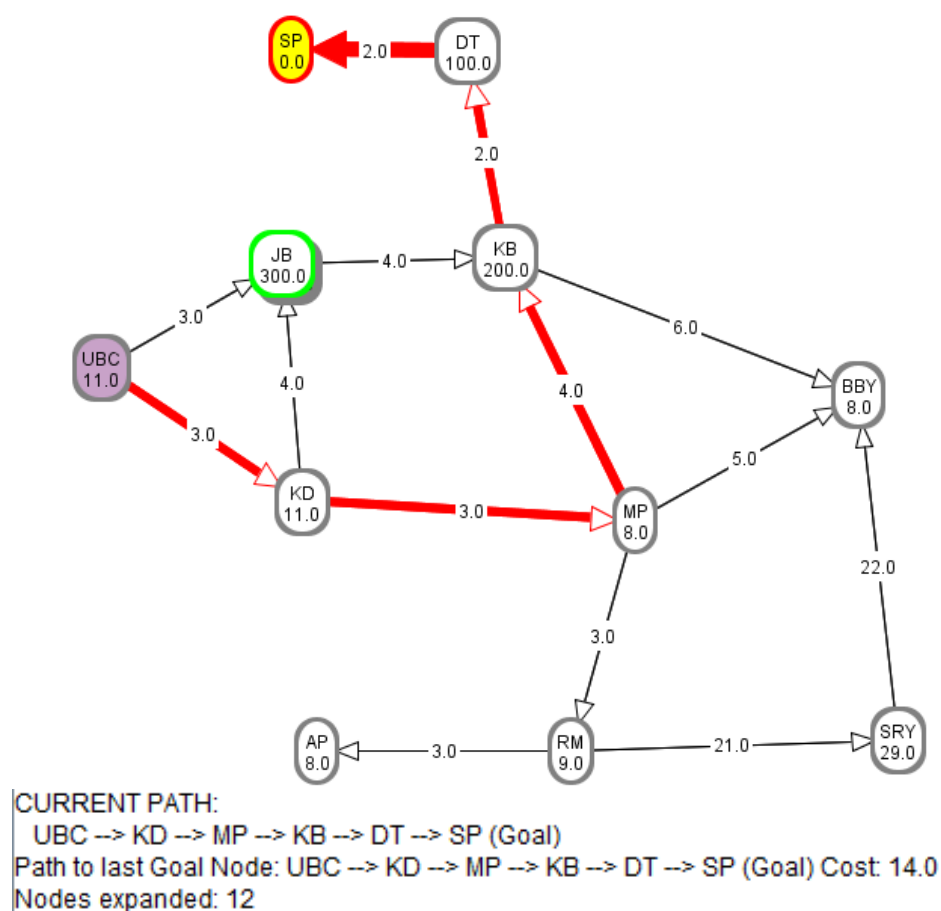 SP
0.0
2.0
DT
100.0
2.0
JB
300.0
4.0
KB
200.0
3.0
6.0
UBC
11.0
4.0
4.0
BBY
8.0
3.0
5.0
KD
11.0
3.0
MP
8.0
22.0
3.0
AP
8.0
3.0
RM
9.0
21.0
SRY
29.0
CURRENT PATH:
UBC --> KD --> MP --> KB --> DT --> SP (Goal)
Path to last Goal Node: UBC --> KD --> MP --> KB --> DT --> SP (Goal) Cost: 14.0
Nodes expanded: 12